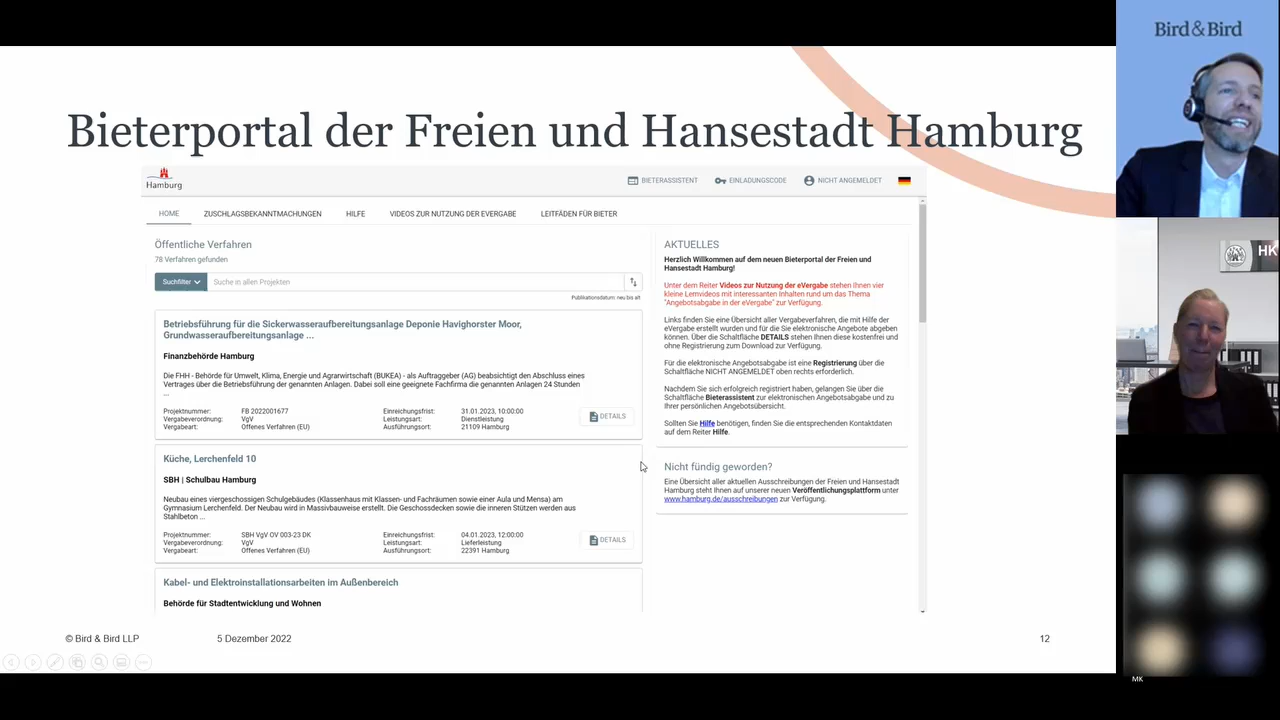 Bieterportal der Freien und Hansestadt Hamburg
Hamburg
BIETERASSISTENT
EINLADUNGSCODE
NICHT ANGEMELDET
HOME
ZUSCHLAGSBEKANNTMACHUNGEN
HILFE
VIDEOS ZUR NUTZUNG DER EVERGABE
LEITFÄDEN FÜR BIETER
Öffentliche Verfahren
78 Verfahren gefunden
Suchfilter
Suche in allen Projekten
Publikationsdatum: neu bis alt
Betriebsführung für die Sickerwasseraufbereitungsanlage Deponie Havighorster Moor,
Grundwasseraufbereitungsanlage ...
Finanzbehörde Hamburg
Die FHH - Behörde für Umwelt, Klima, Energie und Agrarwirtschaft (BUKEA) - als Auftraggeber (AG) beabsichtigt den Abschluss eines
Vertrages über die Betriebsführung der genannten Anlagen. Dabei soll eine geeignete Fachfirma die genannten Anlagen 24 Stunden
...
Projektnummer: FB 2022001677 Einreichungsfrist: 31.01.2023, 10:00:00
Vergabeverordnung: VgV Leistungsart: Dienstleistung
Vergabeart: Offenes Verfahren (EU) Ausführungsort: 21109 Hamburg
DETAILS
Küche, Lerchenfeld 10
SBH | Schulbau Hamburg
Neubau eines viergeschossigen Schulgebäudes (Klassenhaus mit Klassen- und Fachräumen sowie einer Aula und Mensa) am
Gymnasium Lerchenfeld. Der Neubau wird in Massivbauweise erstellt. Die Geschossdecken sowie die inneren Stützen werden aus
Stahlbeton ...
Projektnummer: SBH VgV OV 003-23 DK Einreichungsfrist: 04.01.2023, 12:00:00
Vergabeverordnung: VgV Leistungsart: Lieferleistung
Vergabeart: Offenes Verfahren (EU) Ausführungsort: 22391 Hamburg
DETAILS
Kabel- und Elektroinstallationsarbeiten im Außenbereich
Behörde für Stadtentwicklung und Wohnen
AKTUELLES
Herzlich Willkommen auf dem neuen Bieterportal der Freien und
Hansestadt Hamburg!
Unter dem Reiter Videos zur Nutzung der eVergabe stehen Ihnen vier
kleine Lernvideos mit interessanten Inhalten rund um das Thema
"Angebotsabgabe in der eVergabe" zur Verfügung.
Links finden Sie eine Übersicht aller Vergabeverfahren, die mit Hilfe der
eVergabe erstellt wurden und für die Sie elektronische Angebote abgeben
können. Über die Schaltfläche DETAILS stehen Ihnen diese kostenfrei und
ohne Registrierung zum Download zur Verfügung.
Für die elektronische Angebotsabgabe ist eine Registrierung über die
Schaltfläche NICHT ANGEMELDET oben rechts erforderlich.
Nachdem Sie sich erfolgreich registriert haben, gelangen Sie über die
Schaltfläche Bieterassistent zur elektronischen Angebotsabgabe und zu
Ihrer persönlichen Angebotsübersicht.
Sollten Sie Hilfe benötigen, finden Sie die entsprechenden Kontaktdaten
auf dem Reiter Hilfe.
Nicht fündig geworden?
Eine Übersicht aller aktuellen Ausschreibungen der Freien und Hansestadt
Hamburg steht Ihnen auf unserer neuen Veröffentlichungsplattform unter
www.hamburg.de/ausschreibungen zur Verfügung.
© Bird & Bird LLP
5 Dezember 2022
12
Bird & Bird
HK
MK